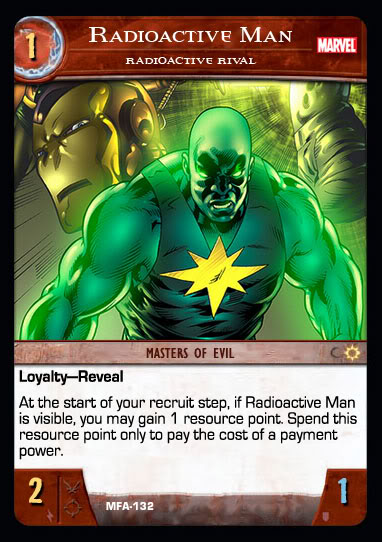 1
RADIOACTIVE MAN
MARVEL
RADIOACTIVE RIVAL
MASTERS OF EVIL
C
Loyalty—Reveal
At the start of your recruit step, if Radioactive Man
is visible, you may gain 1 resource point. Spend this
resource point only to pay the cost of a payment
power.
2
MFA-132
1